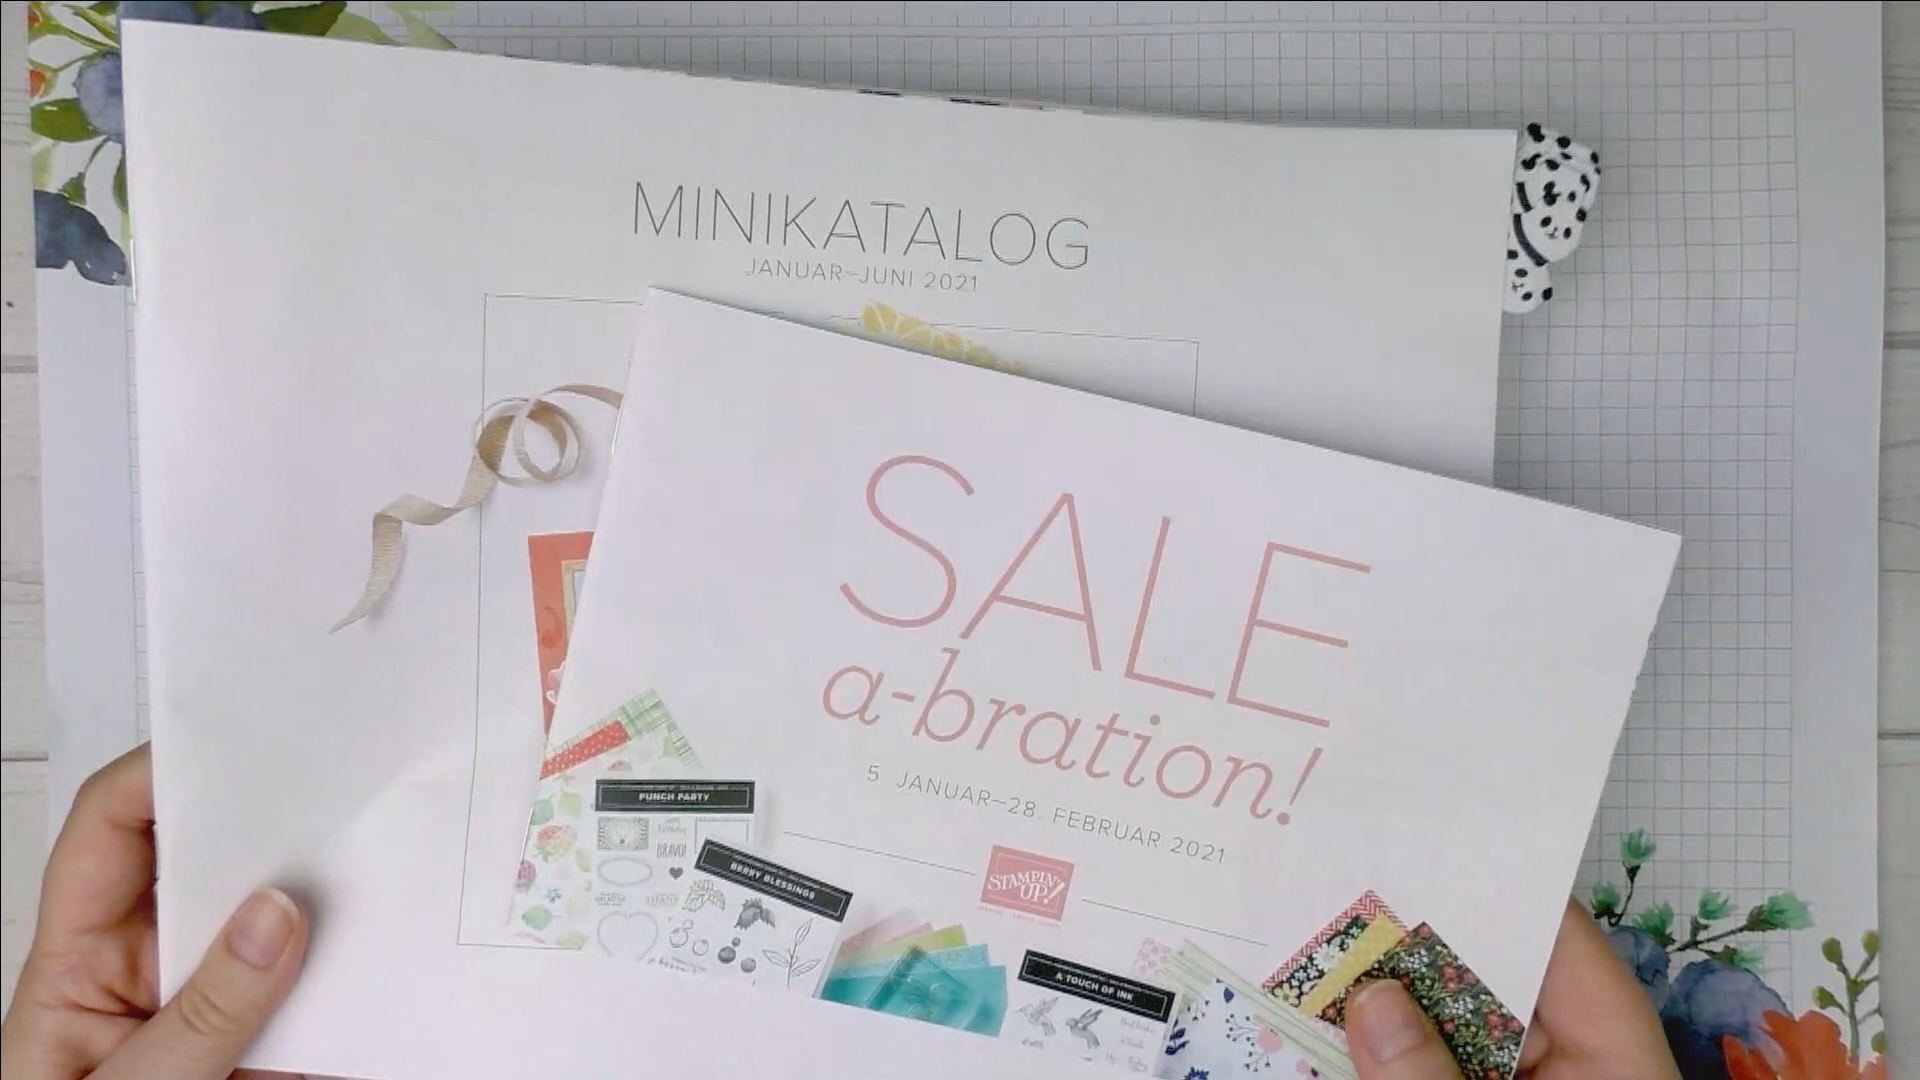 MINIKATALOG
JANUAR–JUNI 2021
SALE
a-bration!
5 JANUAR–28. FEBRUAR 2021
STAMPIN' UP!
PUNCH PARTY
BRAVO!
BERRY BLESSINGS
A TOUCH OF INK